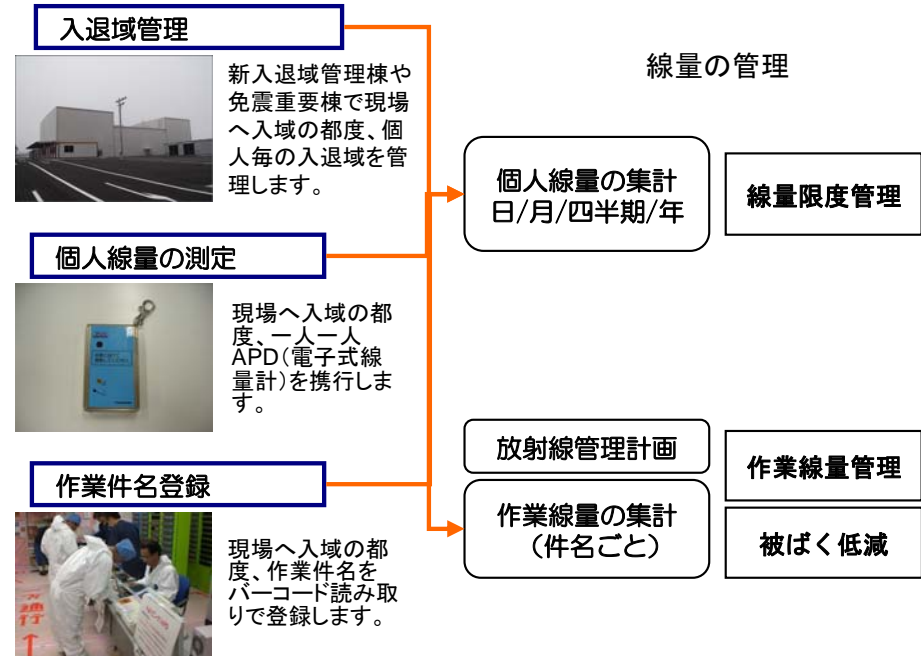 入退域管理
新入退域管理棟や
免震重要棟で現場
へ入域の都度、個
人毎の入退域を管
理します。
個人線量の測定
現場へ入域の都
度、一人一人
APD(電子式線
量計)を携行しま
す。
作業件名登録
現場へ入域の都
度、作業件名を
バーコード読み取
りで登録します。
通行
線量の管理
個人線量の集計
日/月/四半期/年
線量限度管理
放射線管理計画
作業線量の集計
(件名ごと)
作業線量管理
被ばく低減